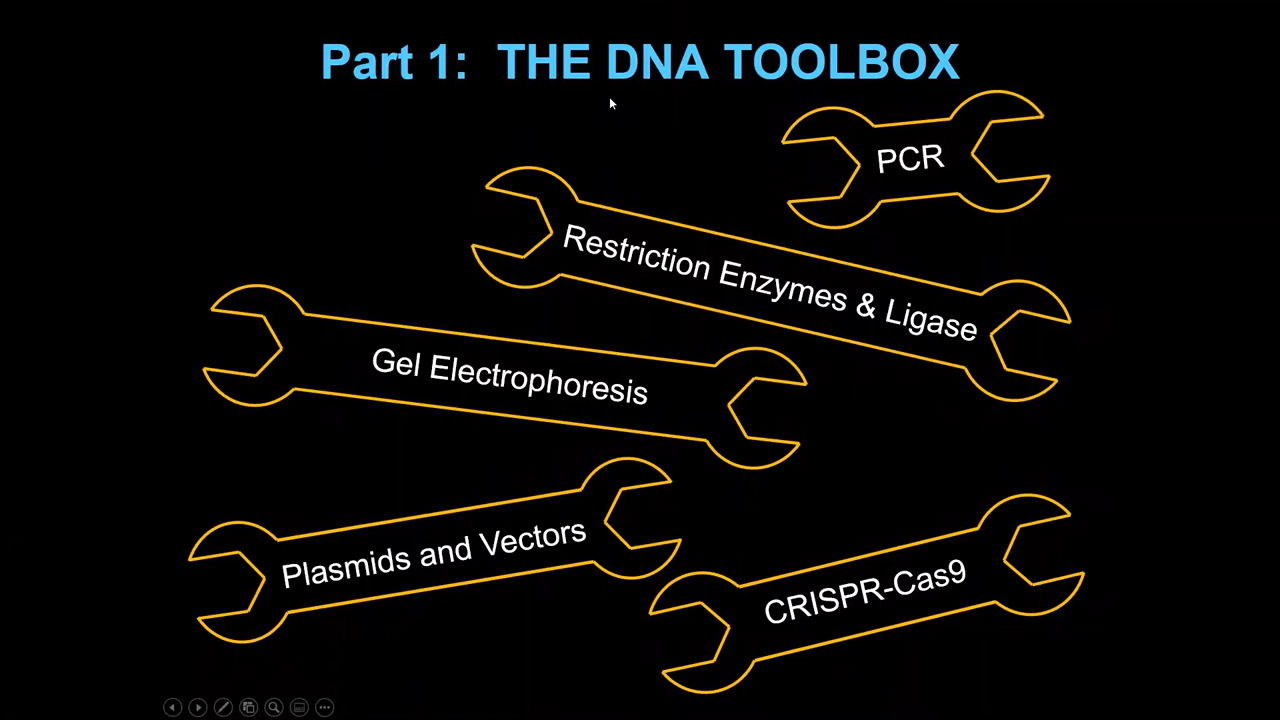 Part 1: THE DNA TOOLBOX
PCR
Restriction Enzymes & Ligase
Gel Electrophoresis
Plasmids and Vectors
CRISPR-Cas9